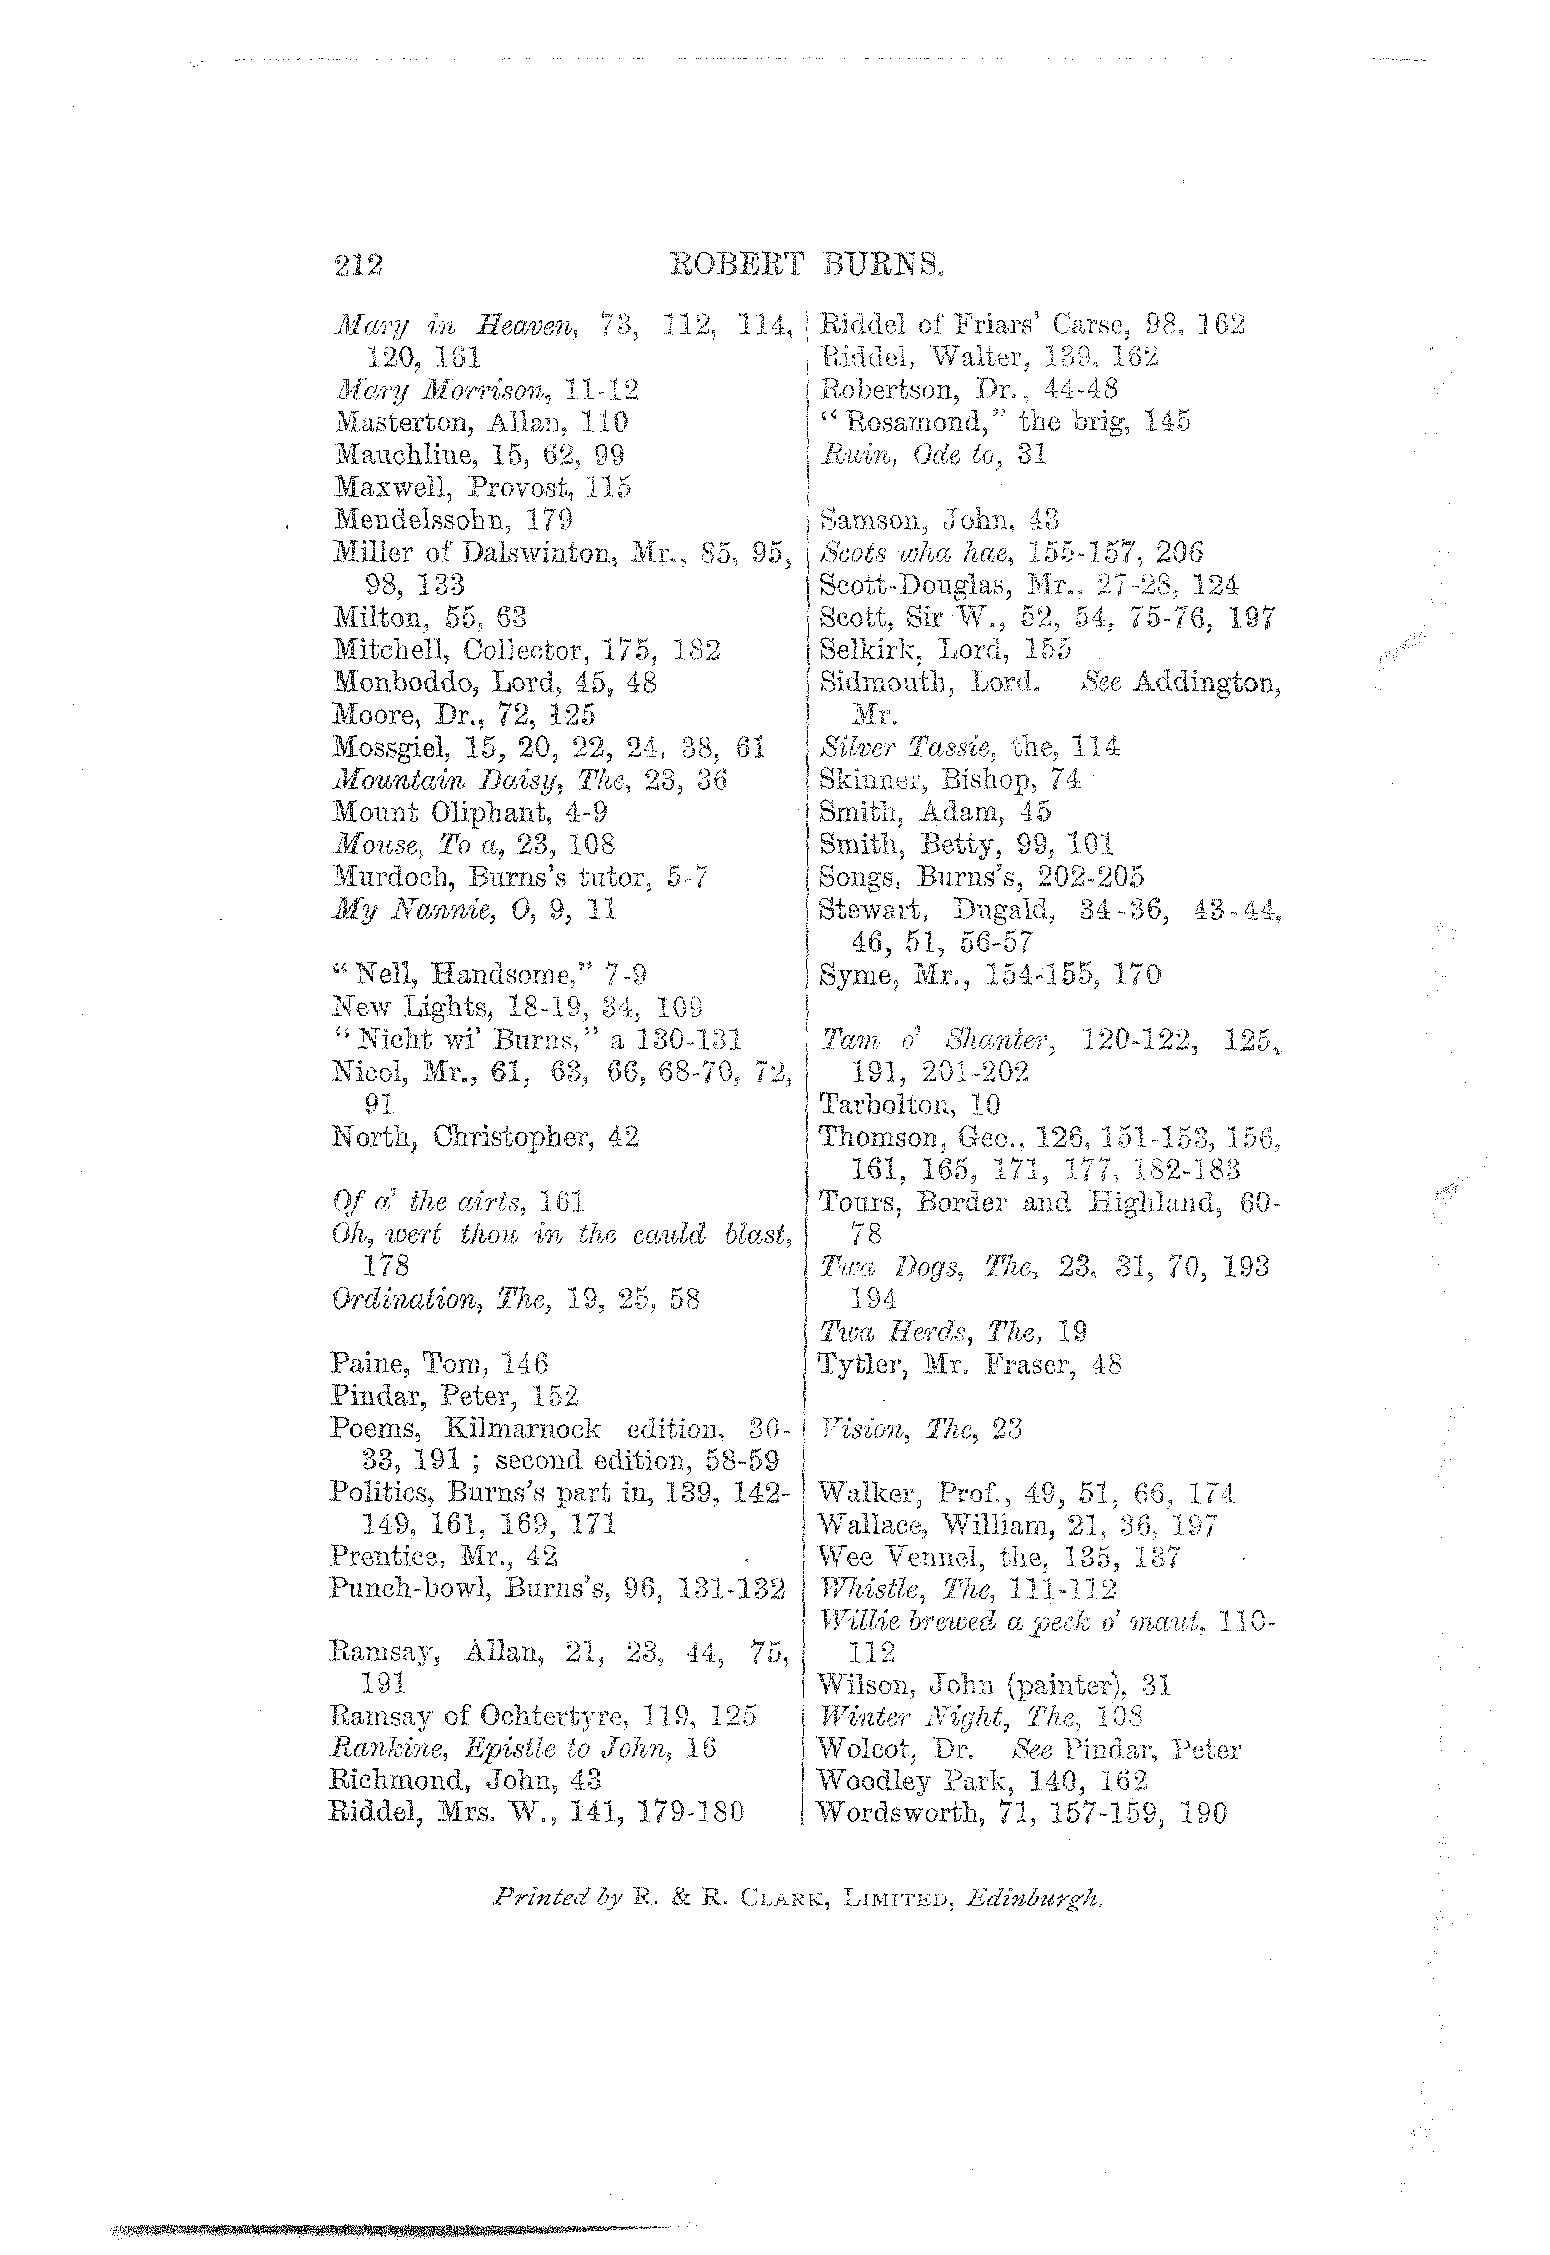 212 ROBERT BURNS.
Mary in Heaven, 73, 112, 114,
120, 161
Mary Morrison, 11-12
Masterton, Allan, 110
Mauchline, 15, 62, 99
Maxwell, Provost, 115
Mendelssohn, 179
Miller of Dalswinton, Mr., 85, 95,
98, 133
Milton, 55, 63
Mitchell, Collector, 175, 182
Monboddo, Lord, 45, 48
Moore, Dr., 72, 125
Mossgiel, 15, 20, 22, 24, 38, 61
Mountain Daisy, The, 23, 36
Mount Oliphant, 4-9
Mouse, To a, 23, 108
Murdoch, Burns's tutor, 5-7
My Nannie, O, 9, 11
"Nell, Handsome," 7-9
New Lights, 18-19, 34, 109
"Nicht wi' Burns," a 130-131
Nicol, Mr., 61, 63, 66, 68-70, 72,
91
North, Christopher, 42
Of a' the airts, 161
Oh, wert thou in the cauld blast,
178
Ordination, The, 19, 25, 58
Paine, Tom, 146
Pindar, Peter, 152
Poems, Kilmarnock edition, 30-
33, 191 ; second edition, 58-59
Politics, Burns's part in, 139, 142-
149, 161, 169, 171
Prentice, Mr., 42
Punch-bowl, Burns's, 96, 131-132
Ramsay, Allan, 21, 23, 44, 75,
191
Ramsay of Ochtertyre, 119, 125
Rankine, Epistle to John, 16
Richmond, John, 43
Riddel, Mrs. W., 141, 179-180
Riddel of Friars' Carse, 98, 162
Riddel, Walter, 139, 162
Robertson, Dr., 44-48
"Rosamond," the brig, 145
Ruin, Ode to, 31
Samson, John, 43
Scots wha hae, 155-157, 206
Scott-Douglas, Mr., 27-28, 124
Scott, Sir W., 52, 54, 75-76, 197
Selkirk, Lord, 155
Sidmouth, Lord. See Addington,
Mr.
Silver Tassie, the, 114
Skinner, Bishop, 74
Smith, Adam, 45
Smith, Betty, 99, 101
Songs, Burns's, 202-205
Stewart, Dugald, 34-36, 43-44,
46, 51, 56-57
Syme, Mr., 154-155, 170
Tam o' Shanter, 120-122, 125,
191, 201-202
Tarbolton, 10
Thomson, Geo., 126, 151-153, 156,
161, 165, 171, 177, 182-183
Tours, Border and Highland, 60-
78
Twa Dogs, The, 23, 31, 70, 193
194
Twa Herds, The, 19
Tytler, Mr. Fraser, 48
Vision, The, 23
Walker, Prof., 49, 51, 66, 174
Wallace, William, 21, 36, 197
Wee Vennel, the, 135, 137
Whistle, The, 111-112
Willie brewed a peck o' maut, 110-
112
Wilson, John (painter), 31
Winter Night, The, 108
Wolcot, Dr. See Pindar, Peter
Woodley Park, 140, 162
Wordsworth, 71, 157-159, 190
Printed by R. & R. CLARK, LIMITED, Edinburgh.